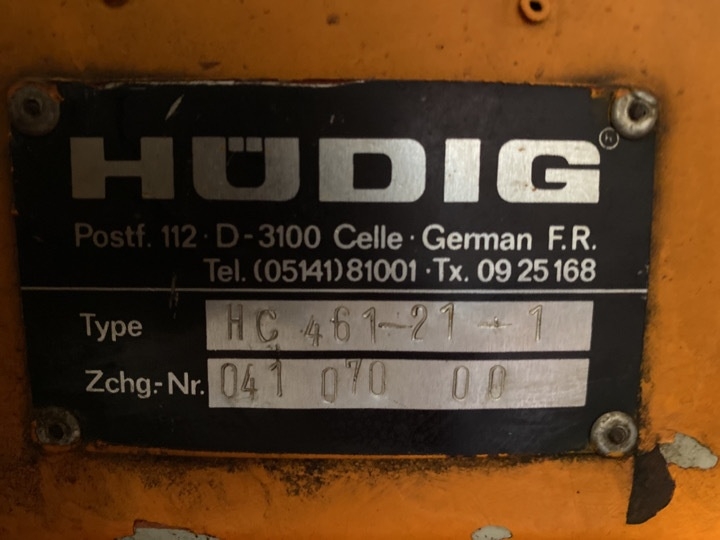 HÜDIG®
Postf. 112 · D-3100 Celle · German F.R.
Tel. (05141) 81001 · Tx. 09 25 168
Type HC 461-21-1
Zchg.-Nr. 041 070 00